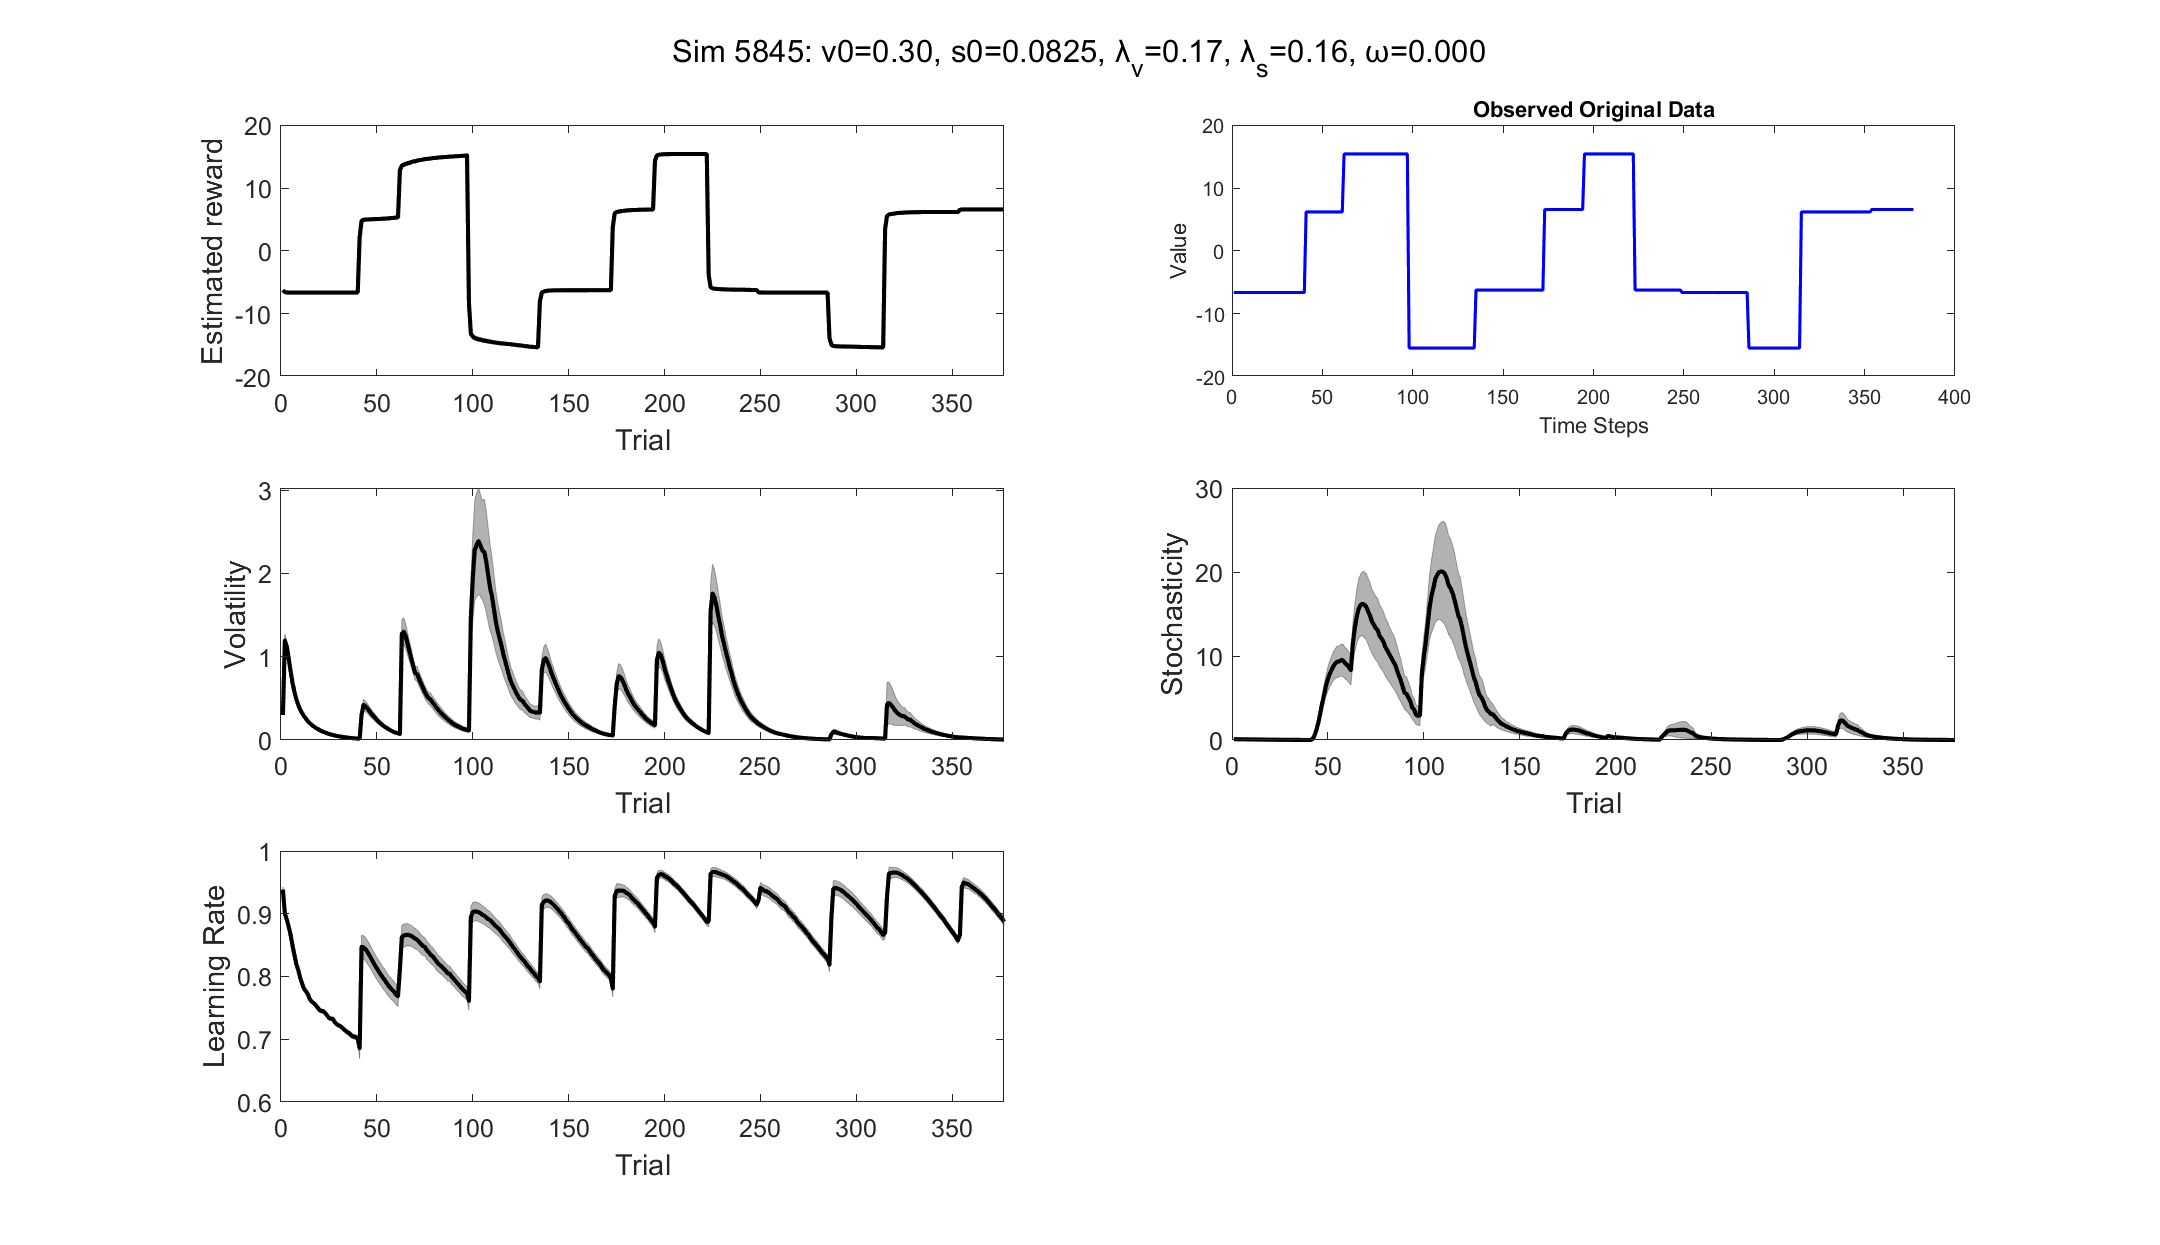 Sim 5845: v0=0.30, s0=0.0825, λv=0.17, λs=0.16, ω=0.000
Estimated reward
20
10
0
-10
-20
0 50 100 150 200 250 300 350
Trial
Observed Original Data
Value
20
10
0
-10
-20
0 50 100 150 200 250 300 350 400
Time Steps
Volatility
3
2
1
0
0 50 100 150 200 250 300 350
Trial
Stochasticity
30
20
10
0
0 50 100 150 200 250 300 350
Trial
Learning Rate
1
0.9
0.8
0.7
0.6
0 50 100 150 200 250 300 350
Trial